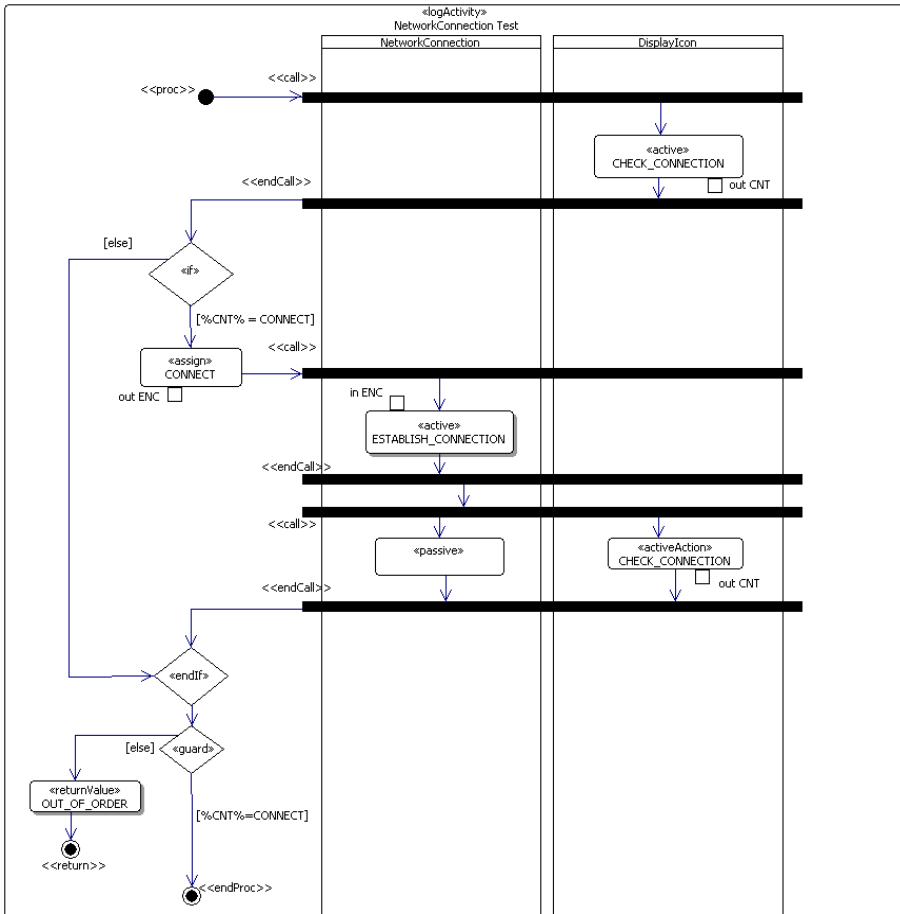 «logActivity»
NetworkConnection Test
NetworkConnection
DisplayIcon
<<call>>
<<proc>>
«active»
CHECK_CONNECTION
<<endCall>>
out CNT
[else]
«if»
[%CNT% = CONNECT]
<<call>>
«assign»
CONNECT
out ENC
in ENC
«active»
ESTABLISH_CONNECTION
<<endCall>>
<<call>>
«passive»
«activeAction»
CHECK_CONNECTION
out CNT
<<endCall>>
«endIf»
[else]
«guard»
«returnValue»
OUT_OF_ORDER
[%CNT%=CONNECT]
<<return>>
<<endProc>>